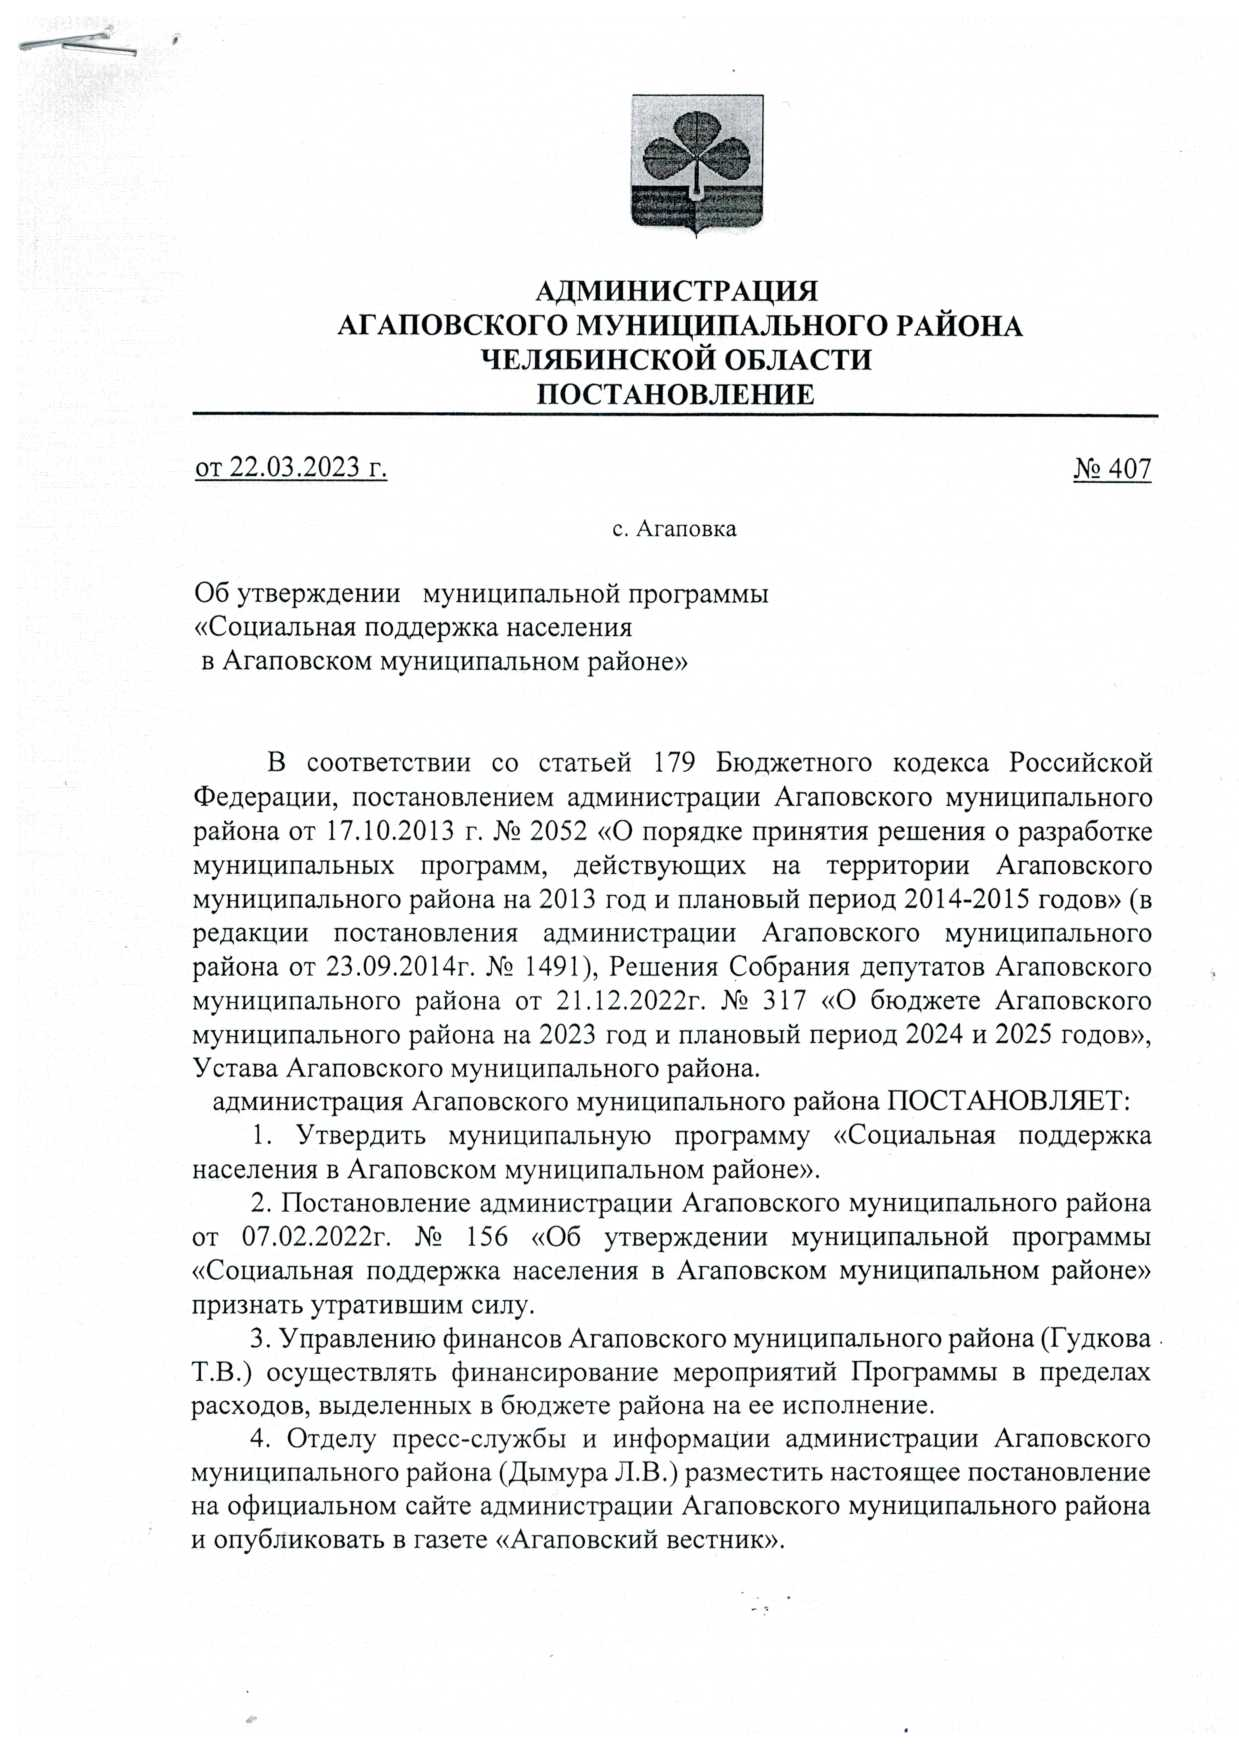 АДМИНИСТРАЦИЯ
АГАПОВСКОГО МУНИЦИПАЛЬНОГО РАЙОНА
ЧЕЛЯБИНСКОЙ ОБЛАСТИ
ПОСТАНОВЛЕНИЕ
от 22.03.2023 г. № 407
с. Агаповка
Об утверждении муниципальной программы
«Социальная поддержка населения
в Агаповском муниципальном районе»
В соответствии со статьей 179 Бюджетного кодекса Российской
Федерации, постановлением администрации Агаповского муниципального
района от 17.10.2013 г. № 2052 «О порядке принятия решения о разработке
муниципальных программ, действующих на территории Агаповского
муниципального района на 2013 год и плановый период 2014-2015 годов» (в
редакции постановления администрации Агаповского муниципального
района от 23.09.2014г. № 1491), Решения Собрания депутатов Агаповского
муниципального района от 21.12.2022г. № 317 «О бюджете Агаповского
муниципального района на 2023 год и плановый период 2024 и 2025 годов»,
Устава Агаповского муниципального района.
администрация Агаповского муниципального района ПОСТАНОВЛЯЕТ:
1. Утвердить муниципальную программу «Социальная поддержка
населения в Агаповском муниципальном районе».
2. Постановление администрации Агаповского муниципального района
от 07.02.2022г. № 156 «Об утверждении муниципальной программы
«Социальная поддержка населения в Агаповском муниципальном районе»
признать утратившим силу.
3. Управлению финансов Агаповского муниципального района (Гудкова
Т.В.) осуществлять финансирование мероприятий Программы в пределах
расходов, выделенных в бюджете района на ее исполнение.
4. Отделу пресс-службы и информации администрации Агаповского
муниципального района (Дымура Л.В.) разместить настоящее постановление
на официальном сайте администрации Агаповского муниципального района
и опубликовать в газете «Агаповский вестник».